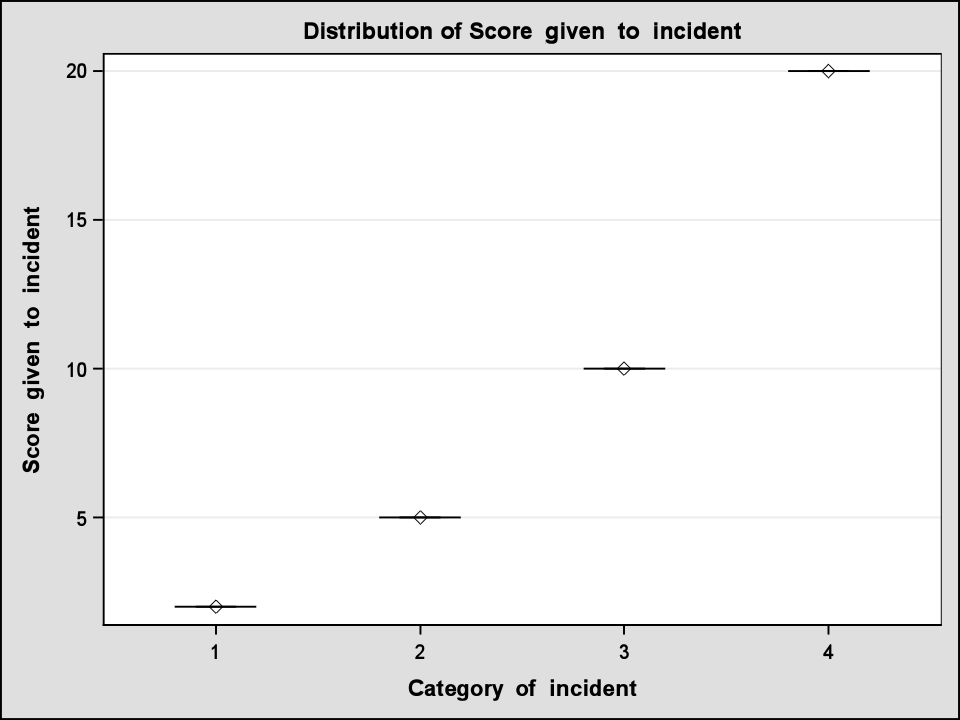 Distribution of Score given to incident
Score given to incident
20
15
10
5
1 2 3 4
Category of incident